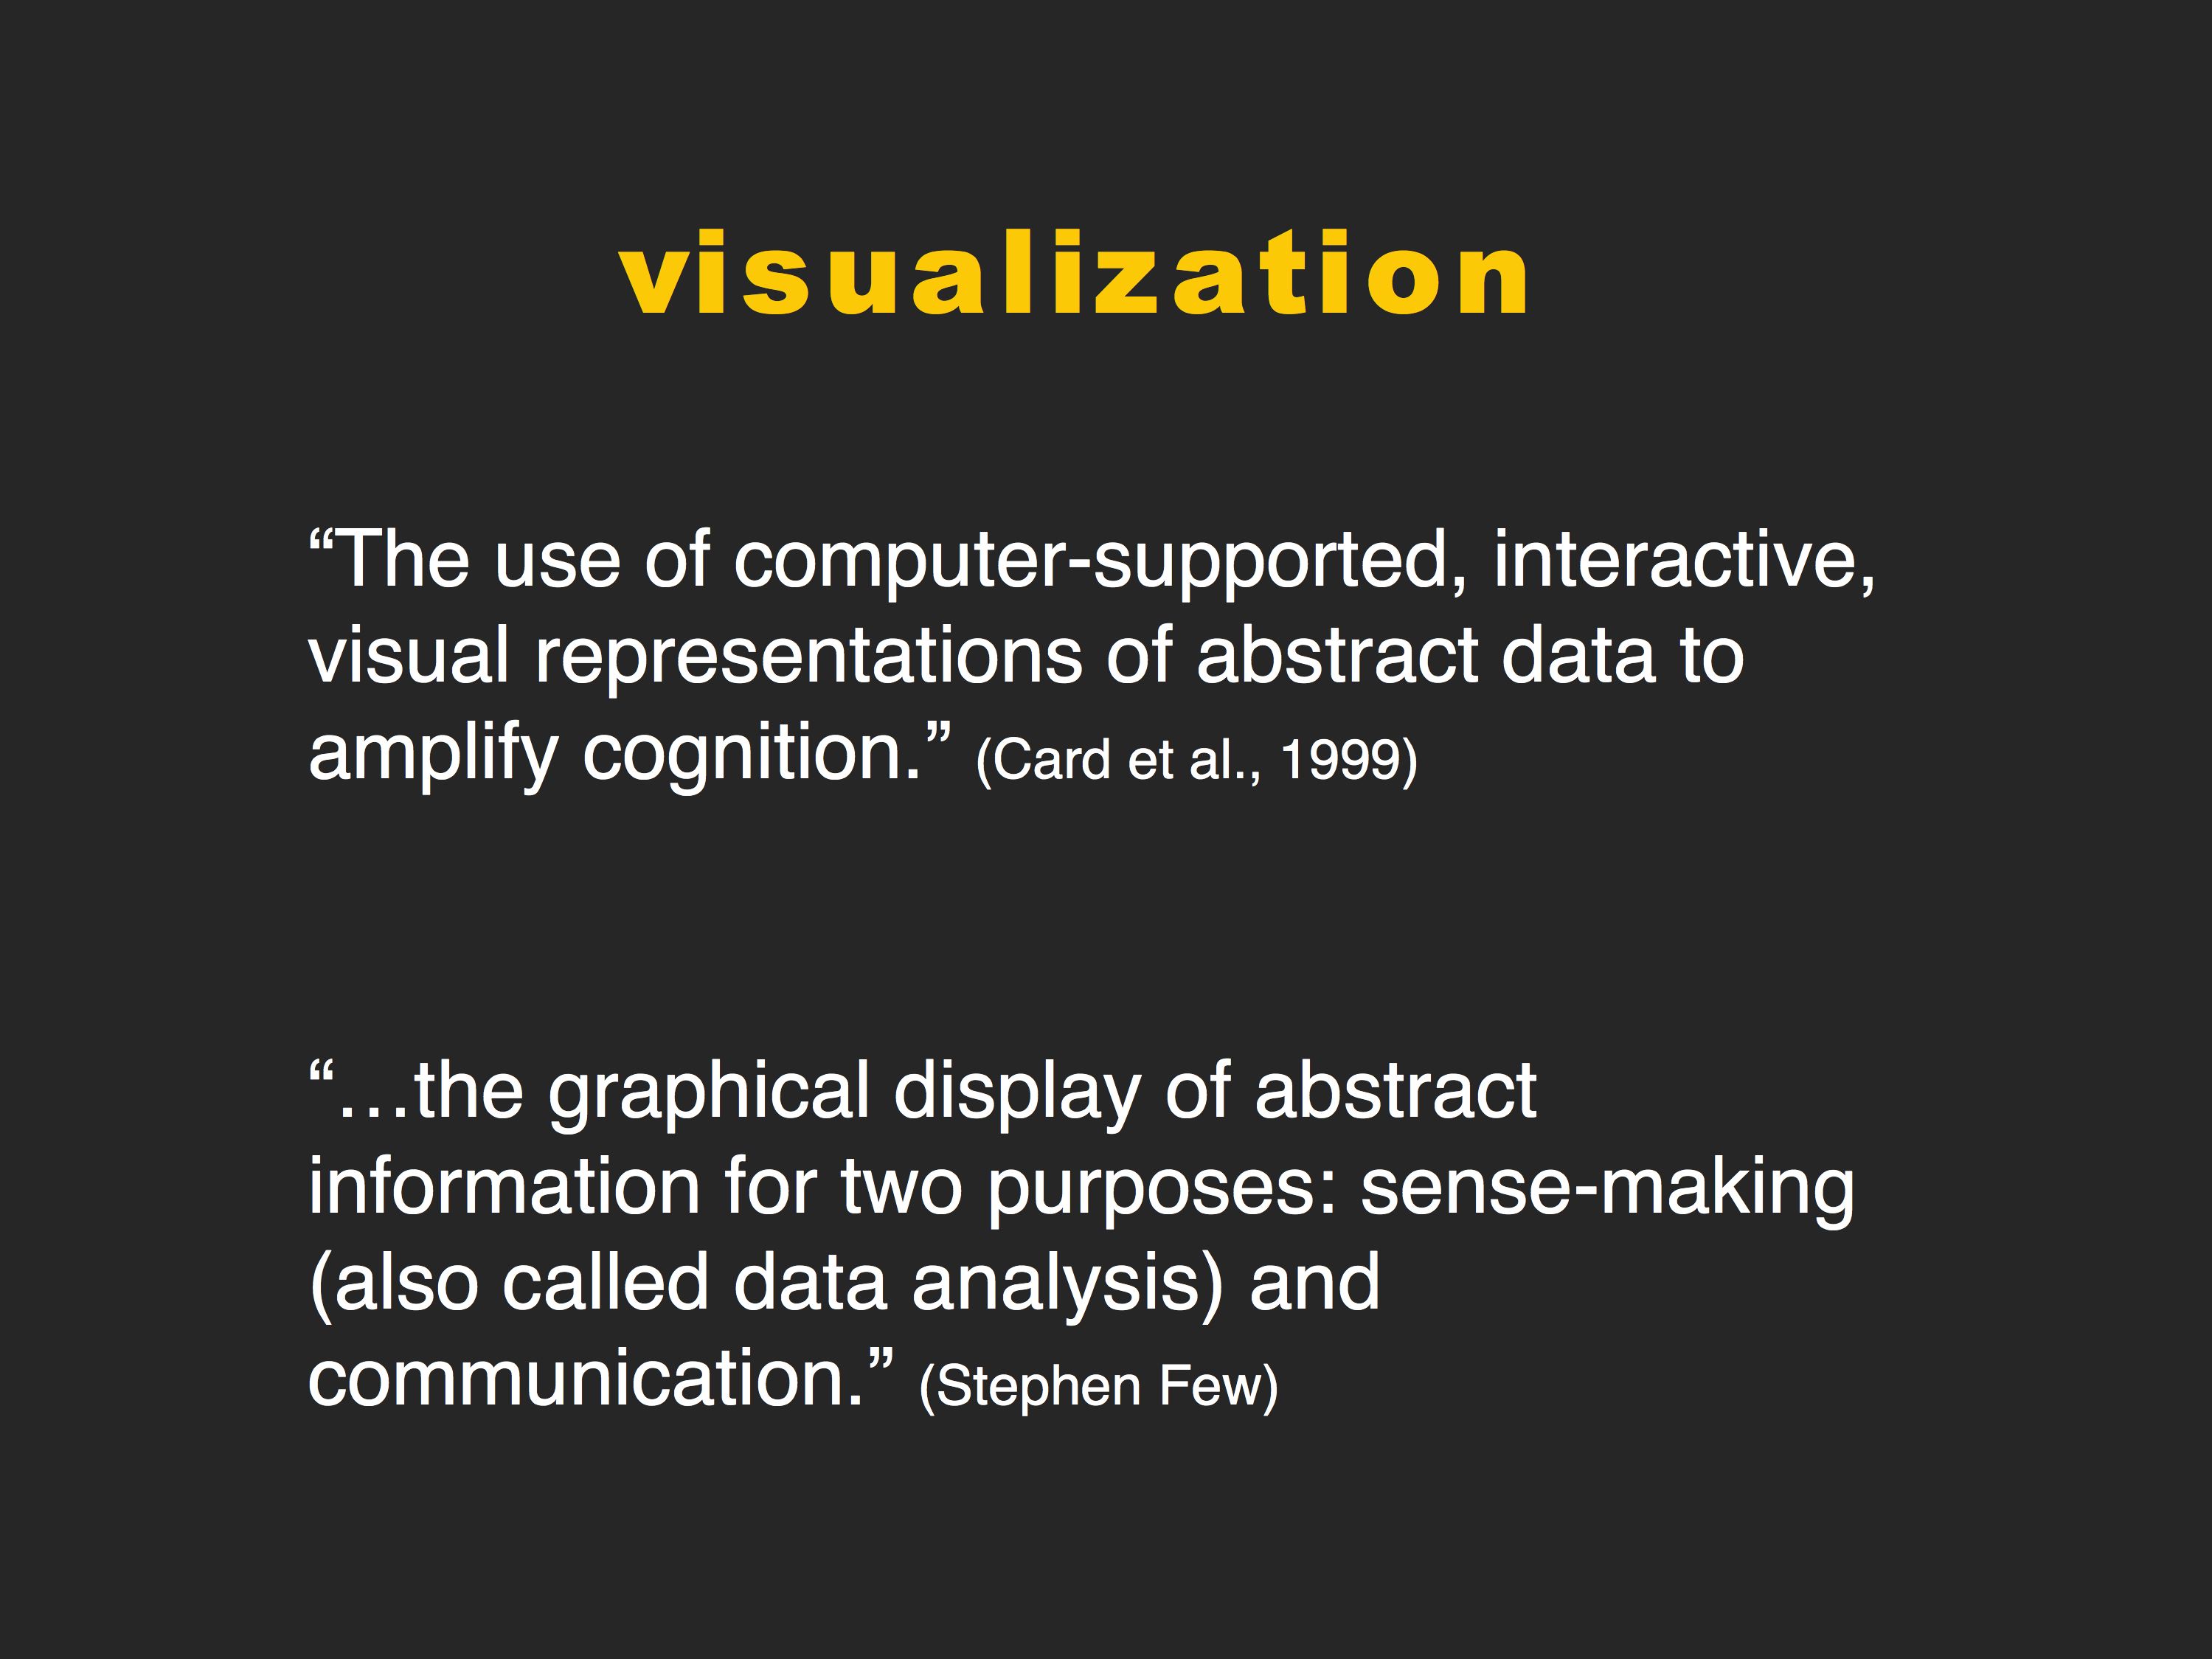 visualization
“The use of computer-supported, interactive,
visual representations of abstract data to
amplify cognition.” (Card et al., 1999)
“…the graphical display of abstract
information for two purposes: sense-making
(also called data analysis) and
communication.” (Stephen Few)